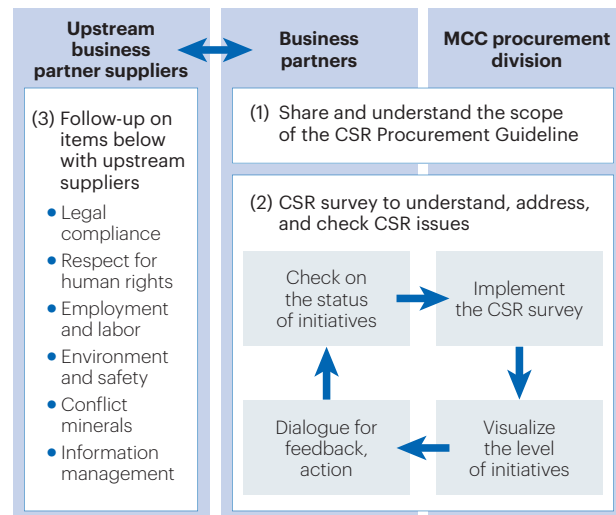 Upstream
business
partner suppliers
Business
partners
MCC procurement
division
(3) Follow-up on
items below
with upstream
suppliers
• Legal
compliance
• Respect for
human rights
• Employment
and labor
• Environment
and safety
• Conflict
minerals
• Information
management
(1) Share and understand the scope
of the CSR Procurement Guideline
(2) CSR survey to understand, address,
and check CSR issues
Check on
the status
of initiatives
Implement
the CSR survey
Dialogue for
feedback,
action
Visualize
the level
of initiatives